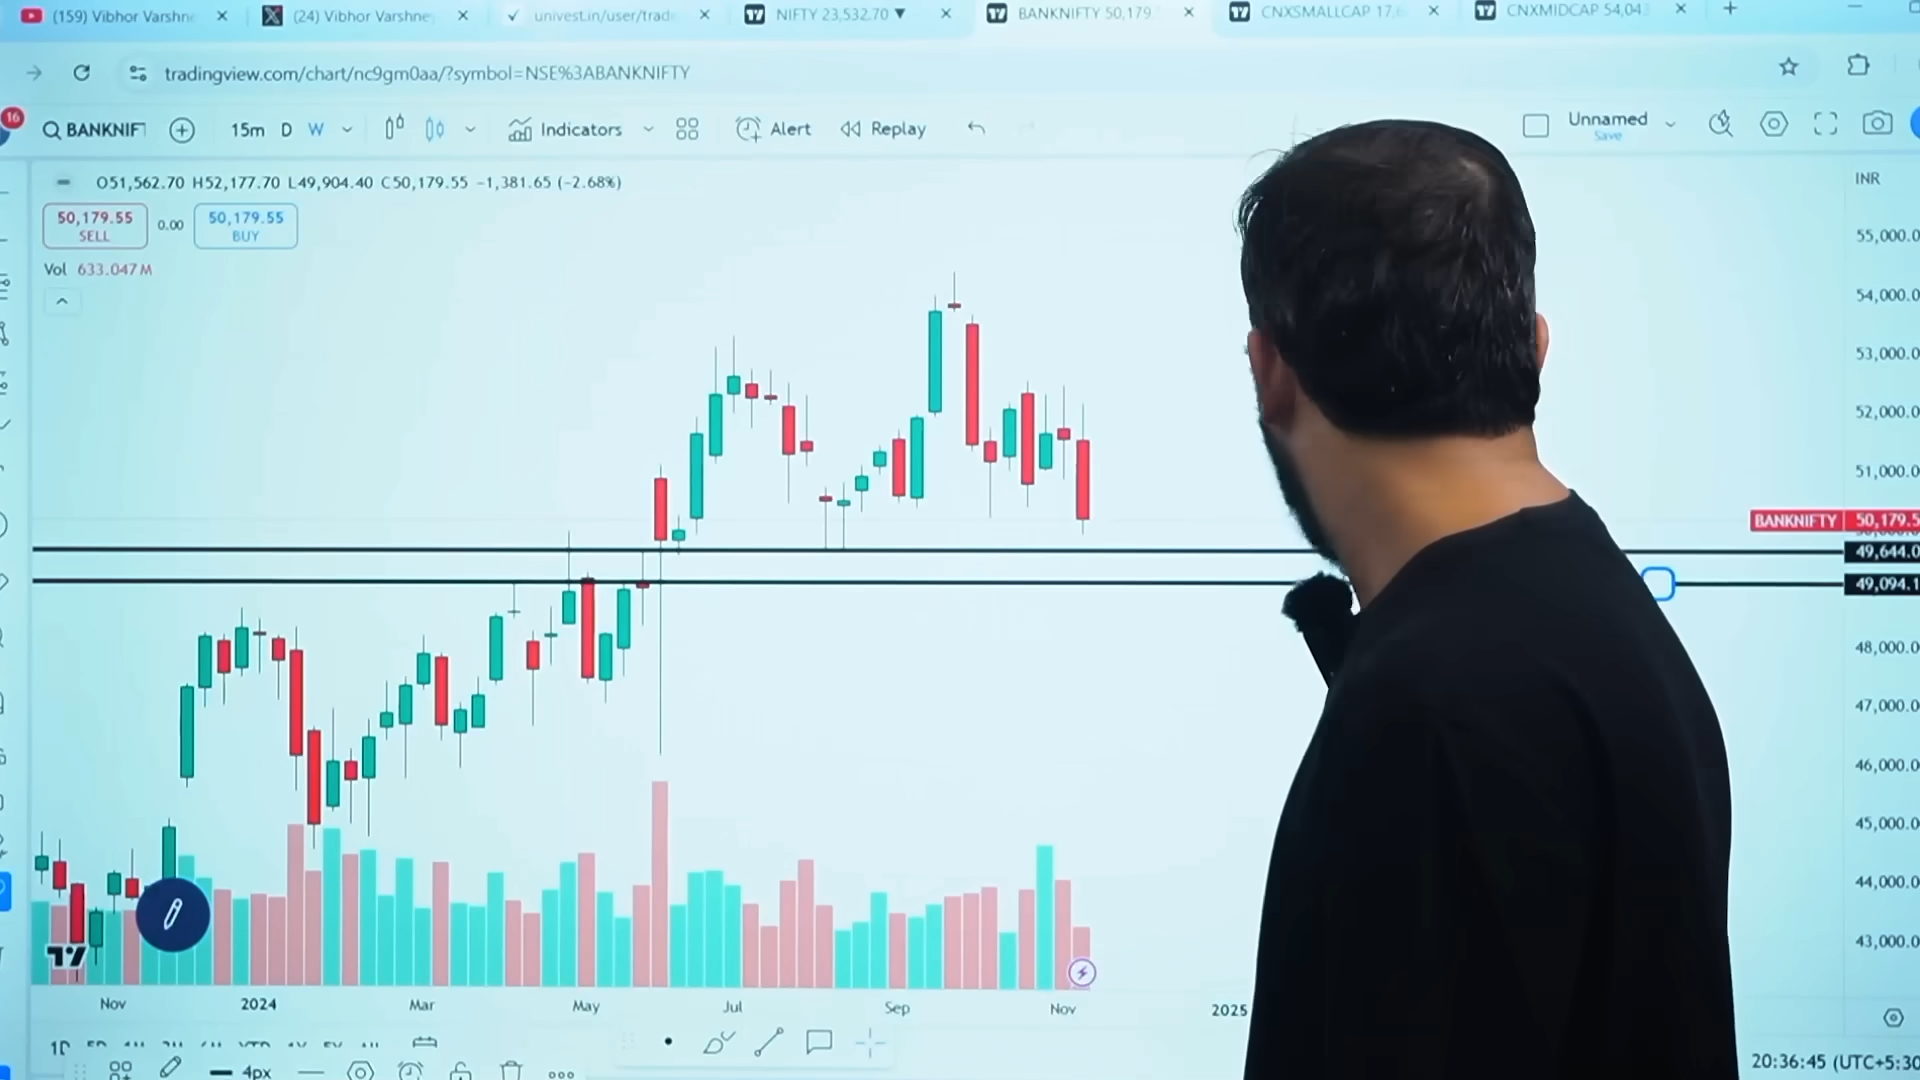 (159) Vibhor Varshne
(24) Vibhor Varshne
univest.in/user/trad
NIFTY 23,532.70 ▼
BANKNIFTY 50,179
CNXSMALLCAP 17,
CNXMIDCAP 54,04
tradingview.com/chart/nc9gm0aa/?symbol=NSE%3ABANKNIFTY
16
BANKNIF
15m D W
Indicators
Alert
Replay
Unnamed
Save
O51,562.70 H52,177.70 L49,904.40 C50,179.55 −1,381.65 (−2.68%)
INR
50,179.55
SELL
0.00
50,179.55
BUY
Vol 633.047M
55,000.0
54,000.0
53,000.0
52,000.0
51,000.0
BANKNIFTY 50,179.5
49,644.0
49,094.1
48,000.0
47,000.0
46,000.0
45,000.0
44,000.0
43,000.0
Nov 2024 Mar May Jul Sep Nov 2025
4px
20:36:45 (UTC+5:30